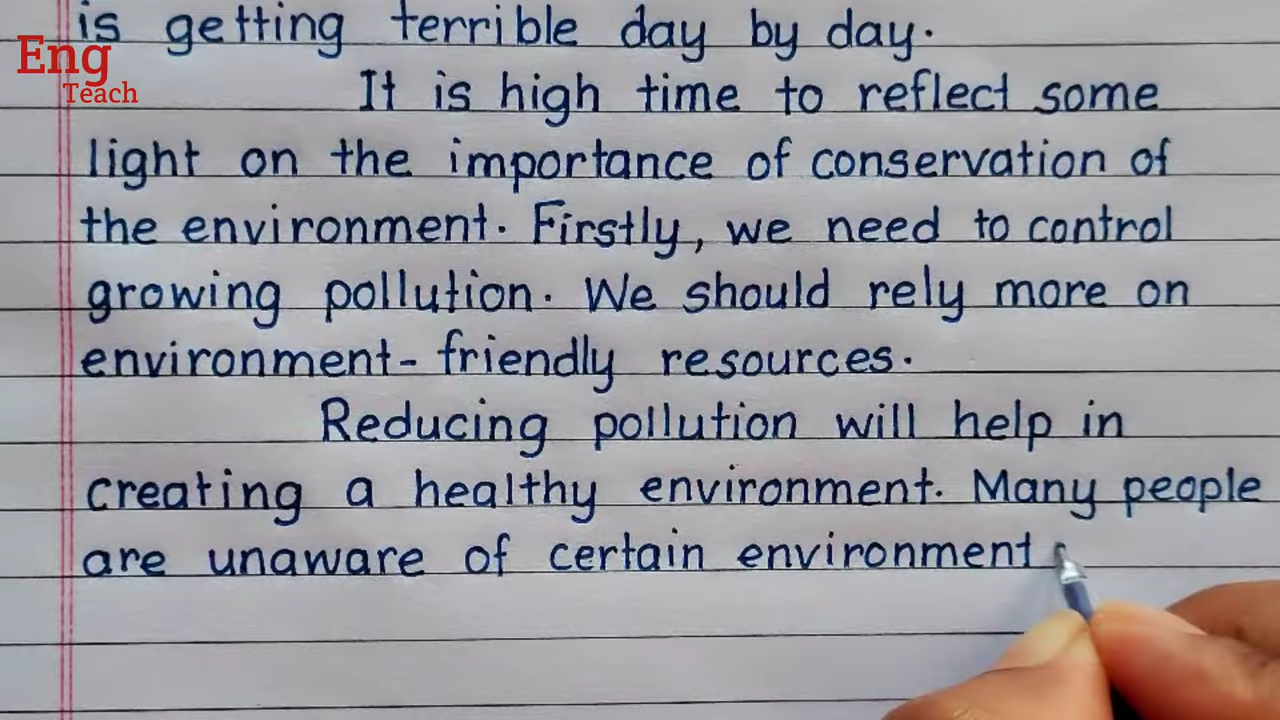 is getting terrible day by day.
Eng
Teach
It is high time to reflect some
light on the importance of conservation of
the environment. Firstly, we need to control
growing pollution. We should rely more on
environment-friendly resources.
Reducing pollution will help in
creating a healthy environment. Many people
are unaware of certain environment